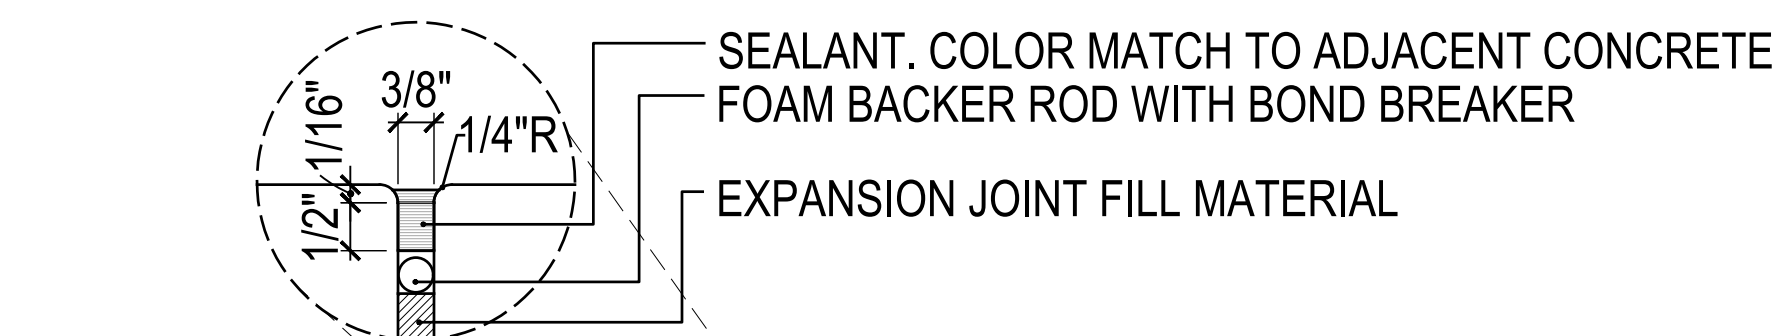 SEALANT. COLOR MATCH TO ADJACENT CONCRETE
FOAM BACKER ROD WITH BOND BREAKER
EXPANSION JOINT FILL MATERIAL
3/8"
1/16"
1/4"R
1/2"